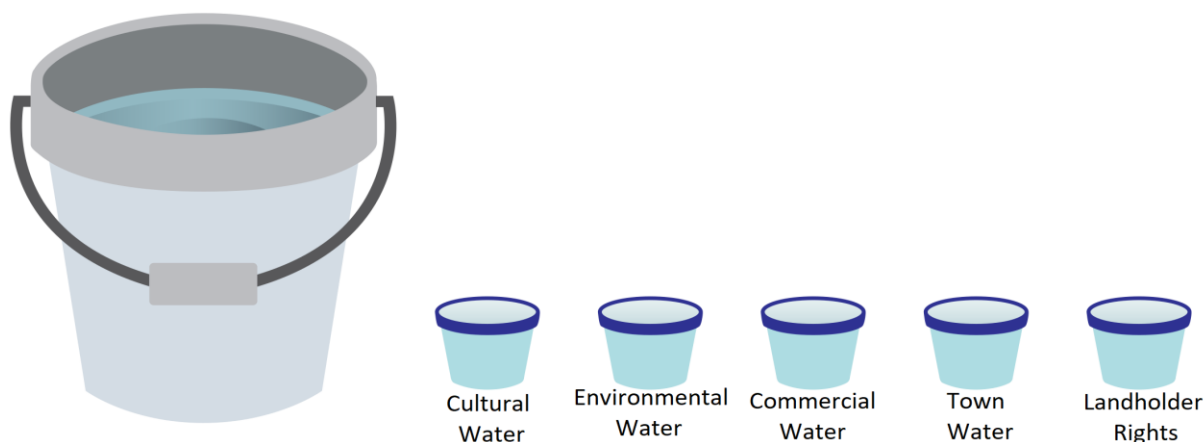 Cultural
Water
Environmental
Water
Commercial
Water
Town
Water
Landholder
Rights